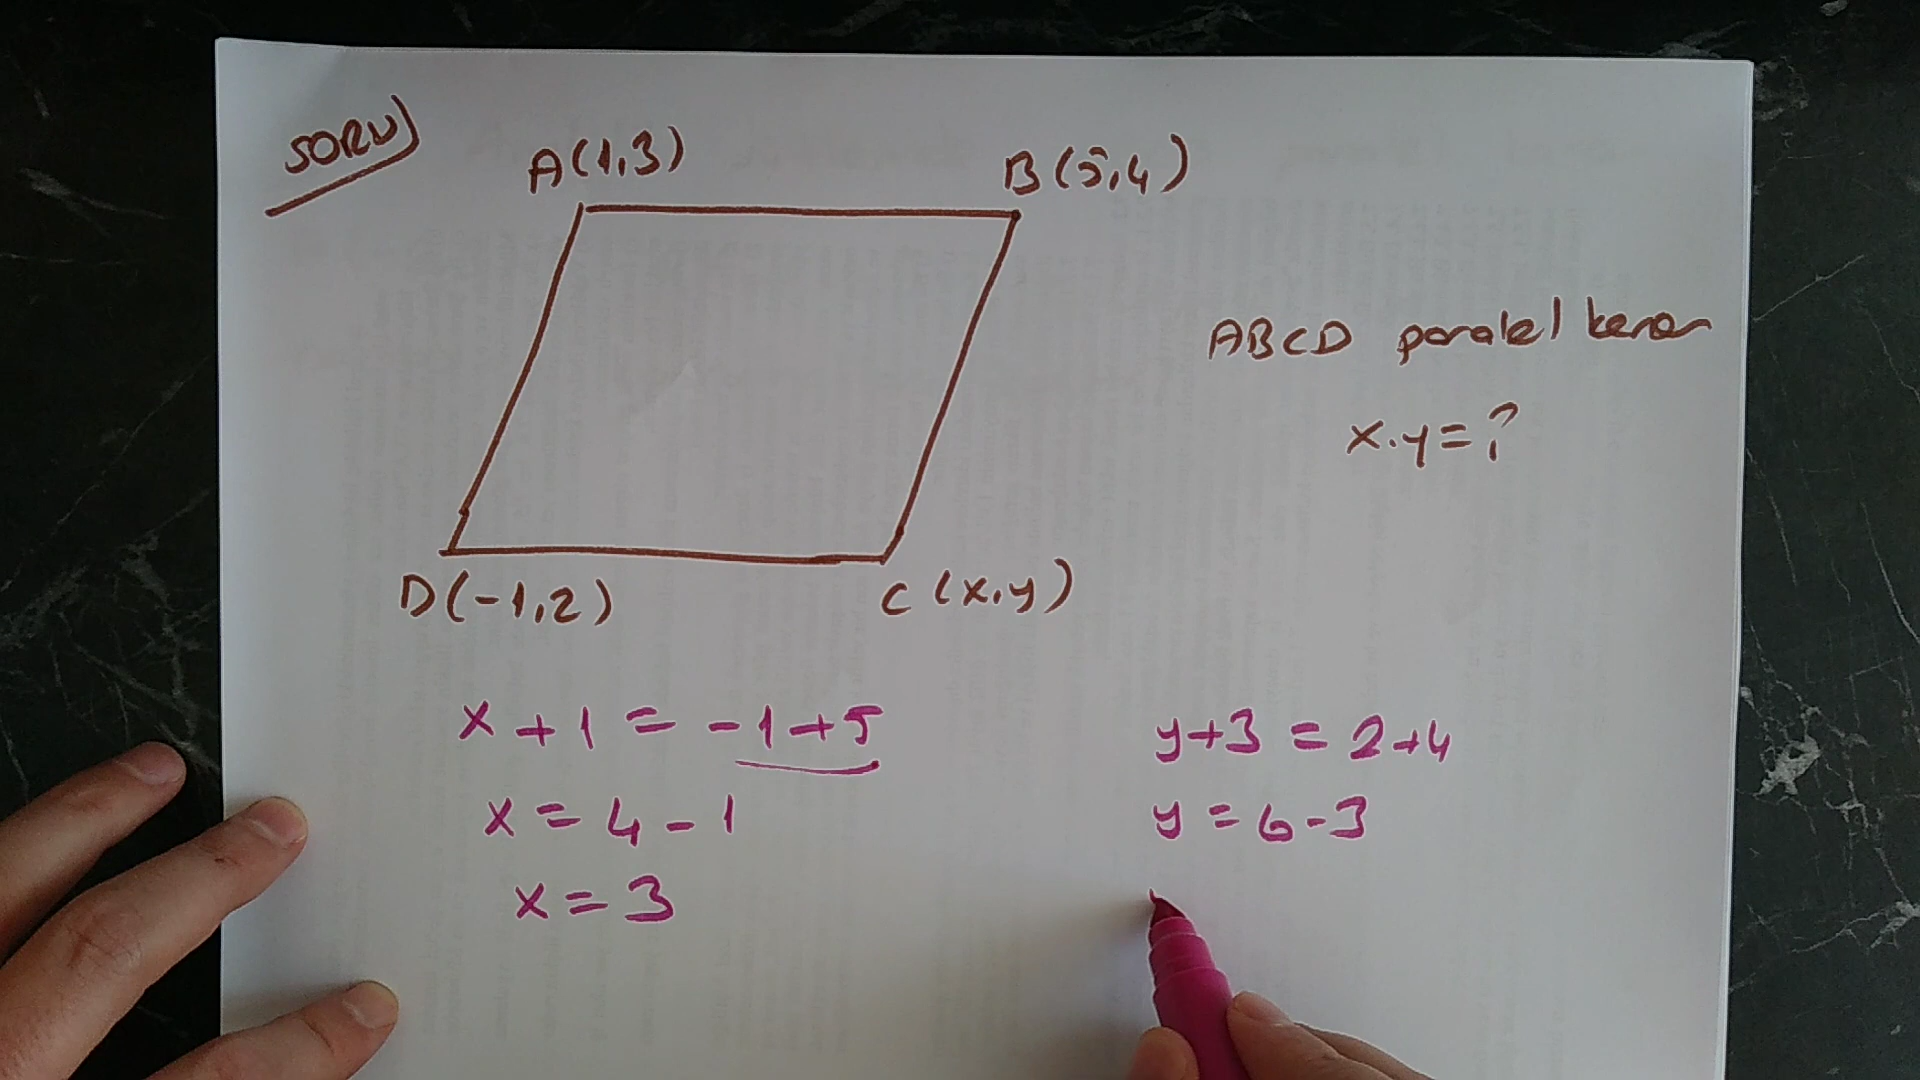 SORU)
A(1,3)
B(5,4)
ABCD paralel kenar
x.y=?
D(-1,2)
C(x,y)
x+1=-1+5
x=4-1
x=3
y+3=2+4
y=6-3